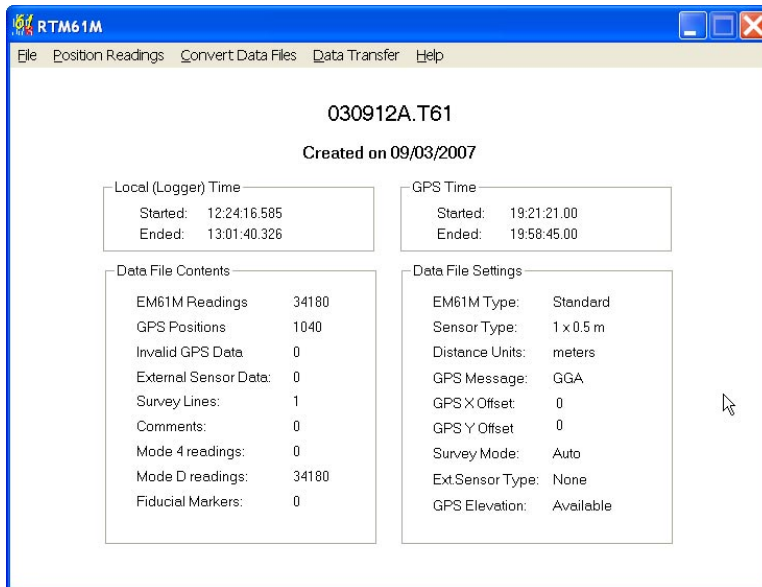 RTM61M
File Position Readings Convert Data Files Data Transfer Help
030912A.T61
Created on 09/03/2007
Local (Logger) Time
Started: 12:24:16.585
Ended: 13:01:40.326
GPS Time
Started: 19:21:21.00
Ended: 19:58:45.00
Data File Contents
EM61M Readings 34180
GPS Positions 1040
Invalid GPS Data 0
External Sensor Data: 0
Survey Lines: 1
Comments: 0
Mode 4 readings: 0
Mode D readings: 34180
Fiducial Markers: 0
Data File Settings
EM61M Type: Standard
Sensor Type: 1 x 0.5 m
Distance Units: meters
GPS Message: GGA
GPS X Offset: 0
GPS Y Offset 0
Survey Mode: Auto
Ext.Sensor Type: None
GPS Elevation: Available